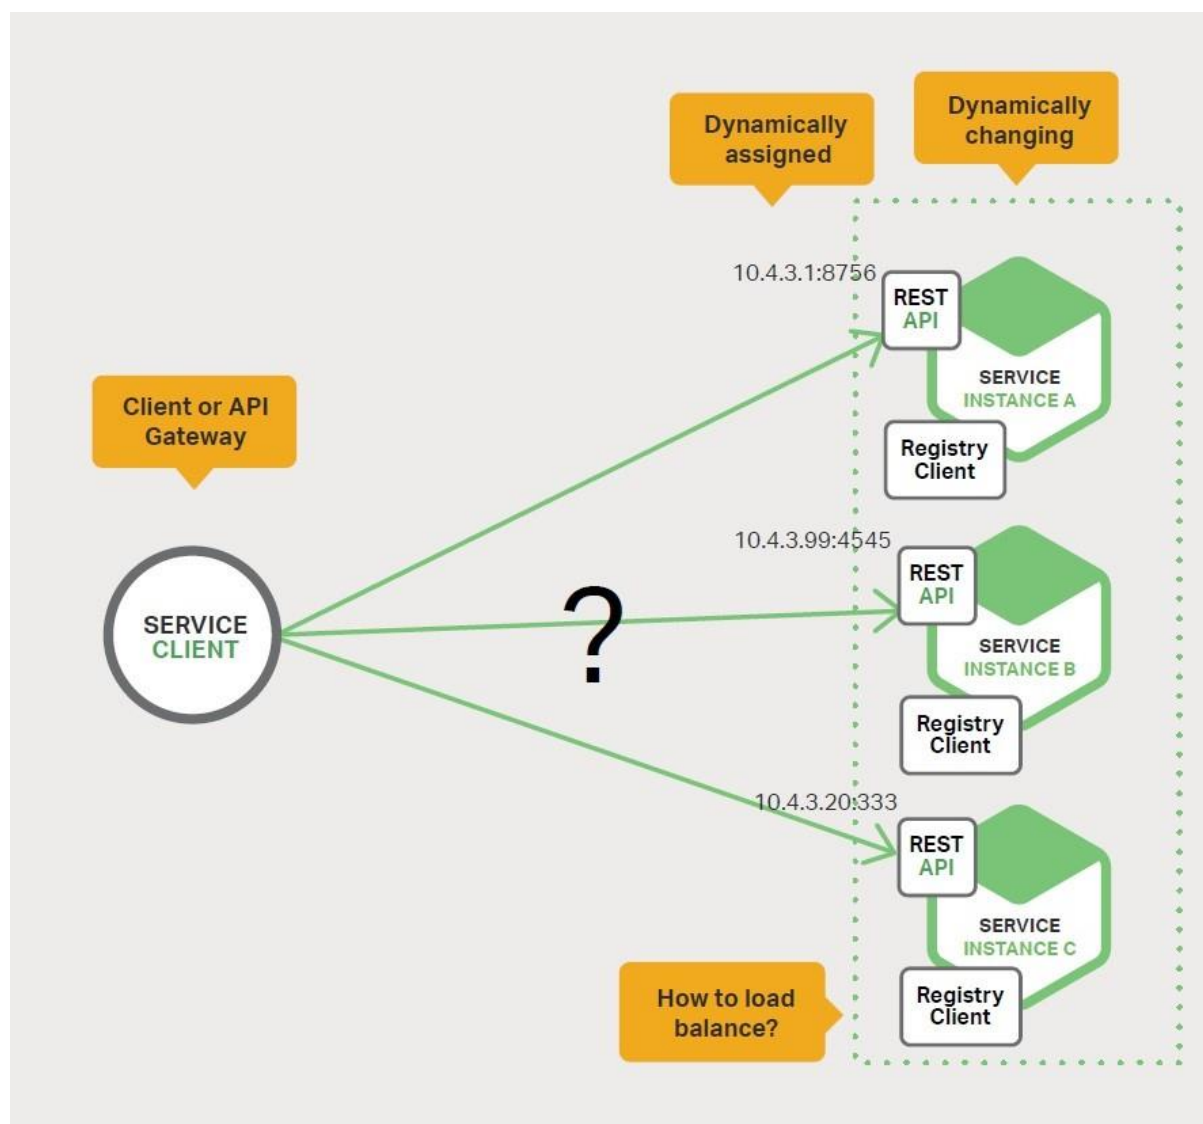 Dynamically
changing
Dynamically
assigned
10.4.3.1:8756
REST
API
SERVICE
INSTANCE A
Client or API
Gateway
Registry
Client
10.4.3.99:4545
REST
API
?
SERVICE
CLIENT
SERVICE
INSTANCE B
Registry
Client
10.4.3.20:333
REST
API
SERVICE
INSTANCE C
How to load
balance?
Registry
Client